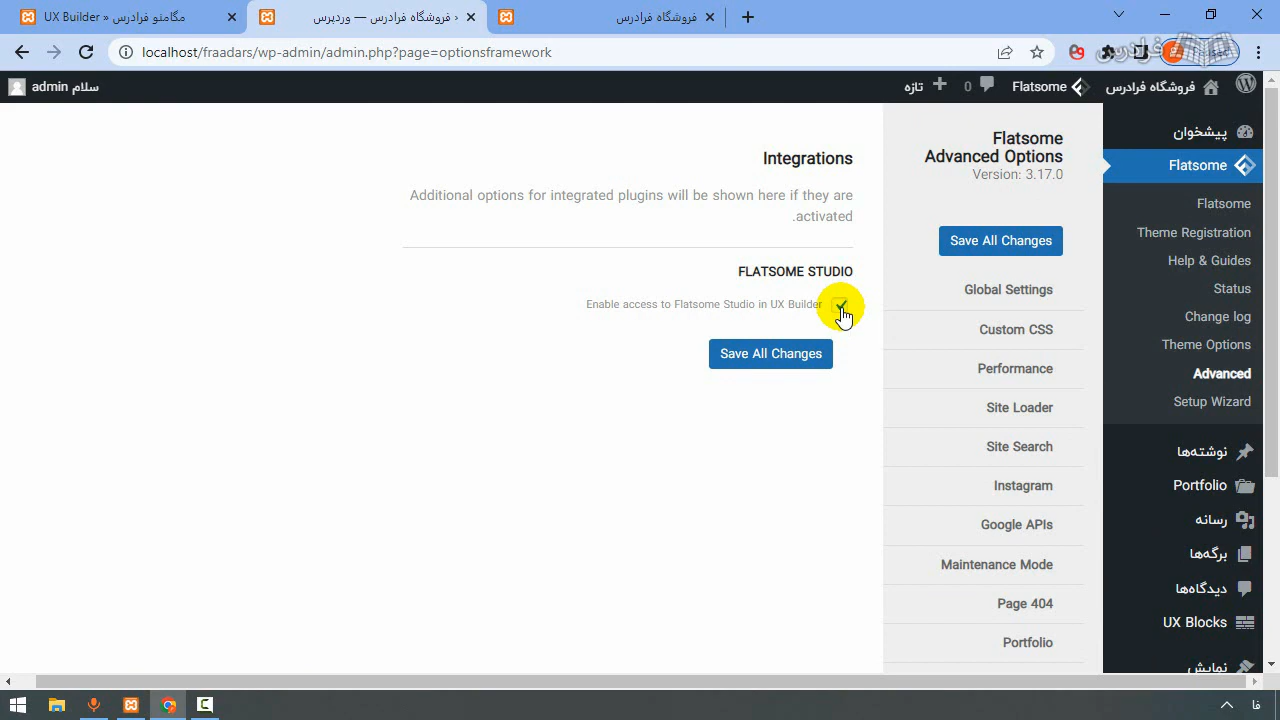 UX Builder « مگامنو فرادرس
‹ فروشگاه فرادرس — وردپرس
فروشگاه فرادرس
localhost/fraadars/wp-admin/admin.php?page=optionsframework
فرادرس
سلام admin
تازه
0
Flatsome
فروشگاه فرادرس
Integrations
Additional options for integrated plugins will be shown here if they are
.activated
FLATSOME STUDIO
Enable access to Flatsome Studio in UX Builder
Save All Changes
Flatsome
Advanced Options
Version: 3.17.0
Save All Changes
Global Settings
Custom CSS
Performance
Site Loader
Site Search
Instagram
Google APIs
Maintenance Mode
Page 404
Portfolio
پیشخوان
Flatsome
Flatsome
Theme Registration
Help & Guides
Status
Change log
Theme Options
Advanced
Setup Wizard
نوشته‌ها
Portfolio
رسانه
برگه‌ها
دیدگاه‌ها
UX Blocks
نمایش
فا